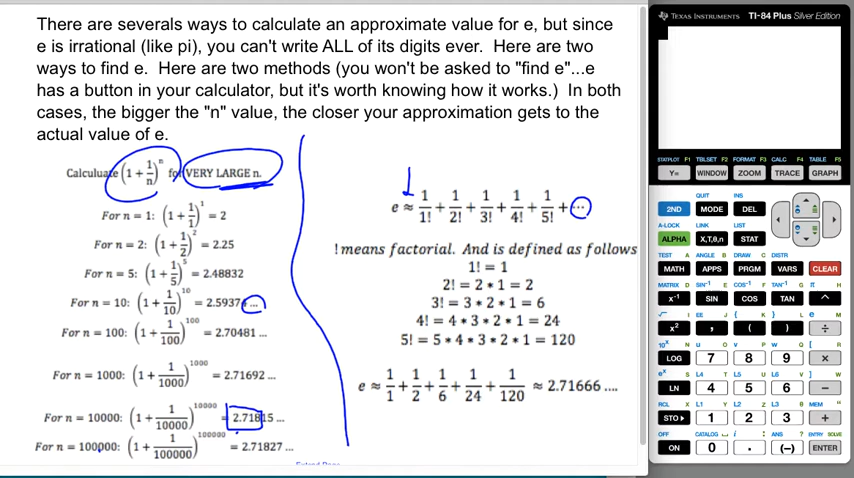 There are severals ways to calculate an approximate value for e, but since
e is irrational (like pi), you can't write ALL of its digits ever. Here are two
ways to find e. Here are two methods (you won't be asked to "find e"...e
has a button in your calculator, but it's worth knowing how it works.) In both
cases, the bigger the "n" value, the closer your approximation gets to the
actual value of e.
Calcluate (1 + 1/n)^n for VERY LARGE n.
For n = 1: (1 + 1/1)^1 = 2
For n = 2: (1 + 1/2)^2 = 2.25
For n = 5: (1 + 1/5)^5 = 2.48832
For n = 10: (1 + 1/10)^10 = 2.59374 ...
For n = 100: (1 + 1/100)^100 = 2.70481 ...
For n = 1000: (1 + 1/1000)^1000 = 2.71692 ...
For n = 10000: (1 + 1/10000)^10000 = 2.71815 ...
For n = 100000: (1 + 1/100000)^100000 = 2.71827 ...
e ≈ 1/1! + 1/2! + 1/3! + 1/4! + 1/5! + ...
! means factorial. And is defined as follows
1! = 1
2! = 2 * 1 = 2
3! = 3 * 2 * 1 = 6
4! = 4 * 3 * 2 * 1 = 24
5! = 5 * 4 * 3 * 2 * 1 = 120
e ≈ 1/1 + 1/2 + 1/6 + 1/24 + 1/120 ≈ 2.71666 ....
TEXAS INSTRUMENTS TI-84 Plus Silver Edition
STATPLOT F1 TBLSET F2 FORMAT F3 CALC F4 TABLE F5
Y= WINDOW ZOOM TRACE GRAPH
QUIT INS
2ND MODE DEL
A-LOCK LINK LIST
ALPHA X,T,θ,n STAT
TEST A ANGLE B DRAW C DISTR
MATH APPS PRGM VARS CLEAR
MATRIX D SIN⁻¹ E COS⁻¹ F TAN⁻¹ G π H
x⁻¹ SIN COS TAN ^
√ I EE J { K } L e M
x² , ( ) ÷
10ˣ N u O v P w Q [ R
LOG 7 8 9 ×
eˣ S L4 T L5 U L6 V ] W
LN 4 5 6 −
RCL X L1 Y L2 Z L3 θ MEM "
STO▸ 1 2 3 +
OFF CATALOG ␣ i : ANS ? ENTRY SOLVE
ON 0 . (−) ENTER